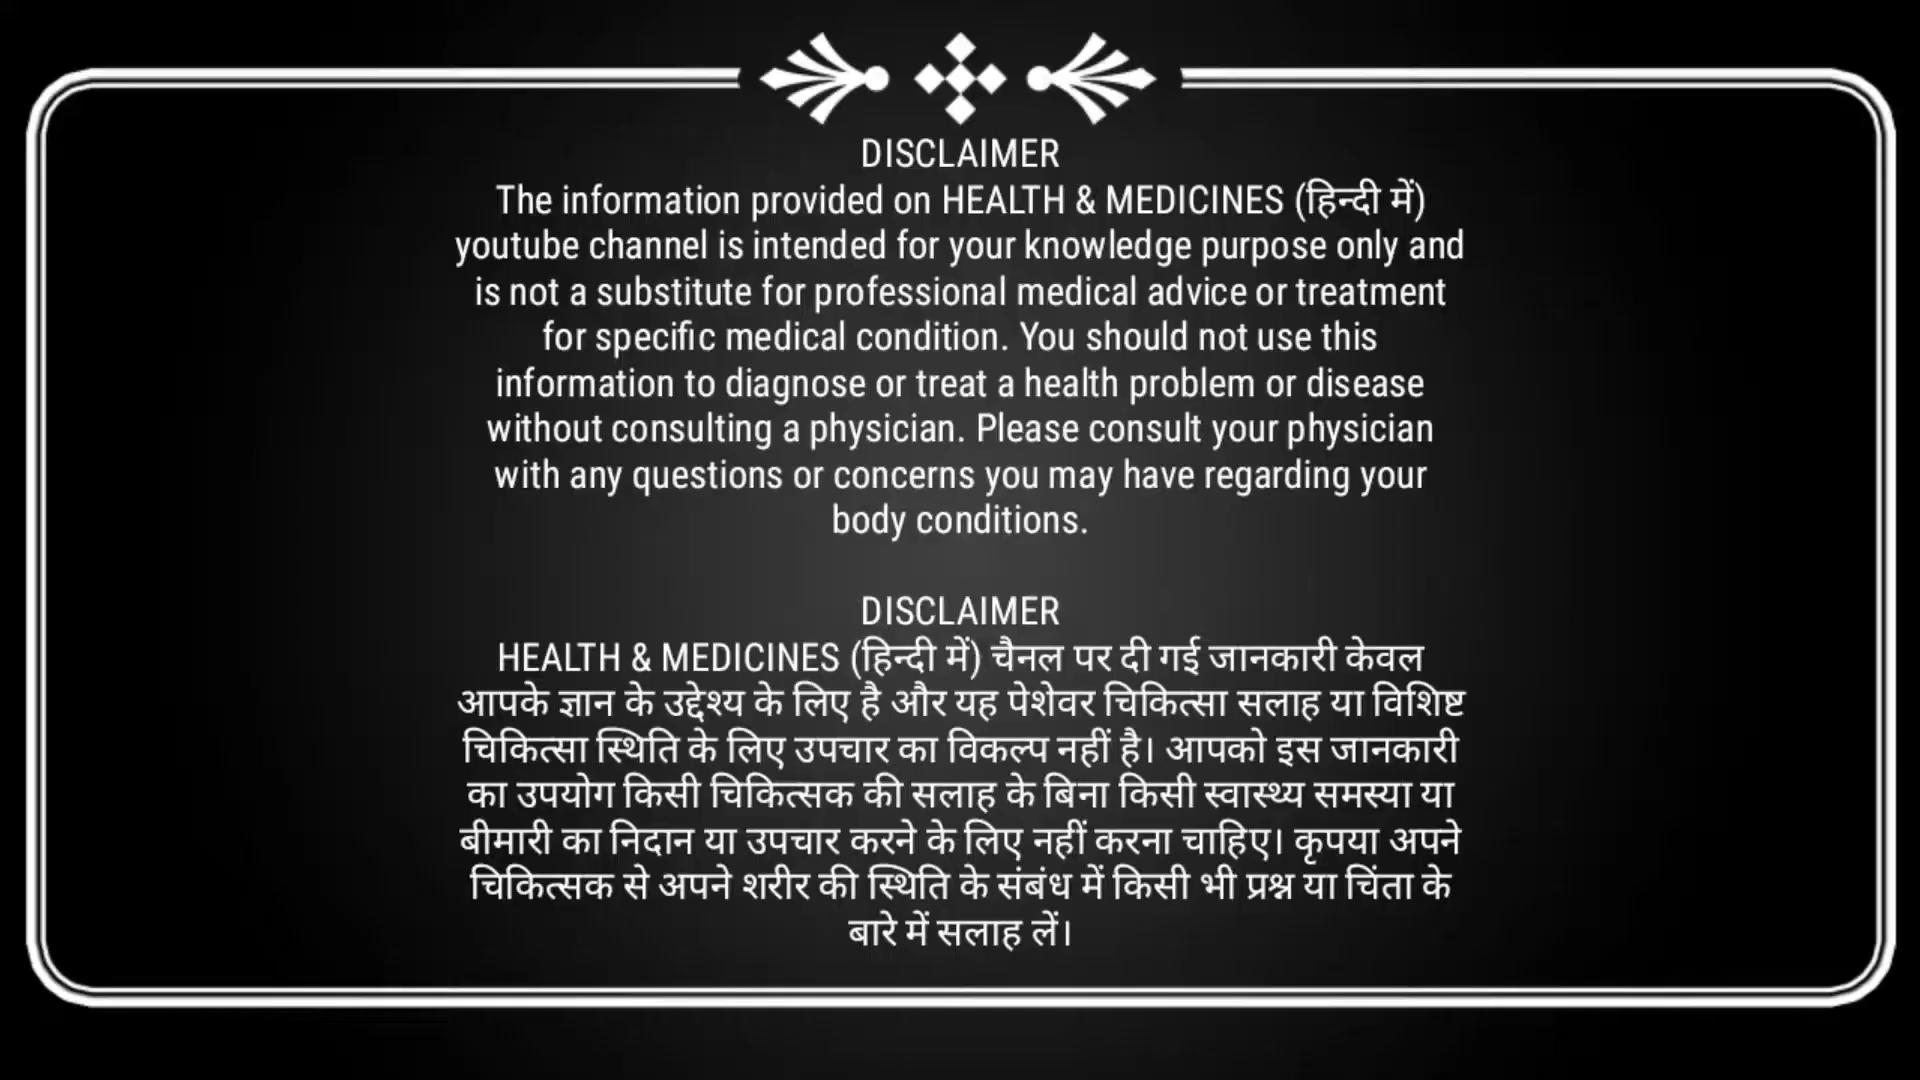 DISCLAIMER
The information provided on HEALTH & MEDICINES (हिन्दी में)
youtube channel is intended for your knowledge purpose only and
is not a substitute for professional medical advice or treatment
for specific medical condition. You should not use this
information to diagnose or treat a health problem or disease
without consulting a physician. Please consult your physician
with any questions or concerns you may have regarding your
body conditions.
DISCLAIMER
HEALTH & MEDICINES (हिन्दी में) चैनल पर दी गई जानकारी केवल
आपके ज्ञान के उद्देश्य के लिए है और यह पेशेवर चिकित्सा सलाह या विशिष्ट
चिकित्सा स्थिति के लिए उपचार का विकल्प नहीं है। आपको इस जानकारी
का उपयोग किसी चिकित्सक की सलाह के बिना किसी स्वास्थ्य समस्या या
बीमारी का निदान या उपचार करने के लिए नहीं करना चाहिए। कृपया अपने
चिकित्सक से अपने शरीर की स्थिति के संबंध में किसी भी प्रश्न या चिंता के
बारे में सलाह लें।